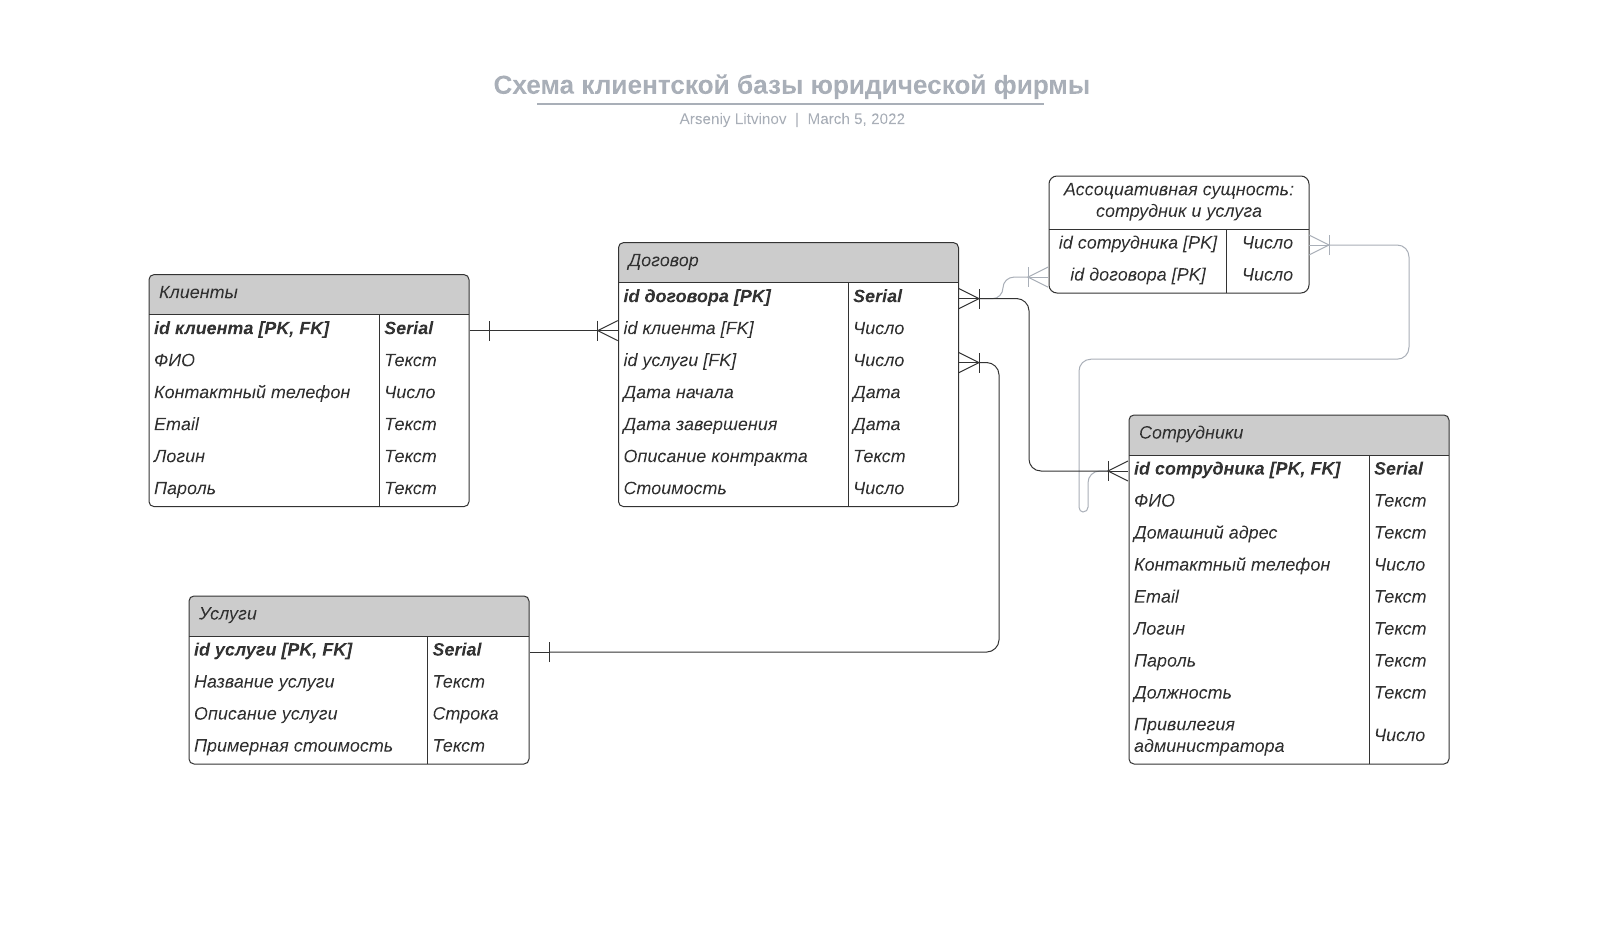 Схема клиентской базы юридической фирмы
Arseniy Litvinov | March 5, 2022
Ассоциативная сущность:
сотрудник и услуга
id сотрудника [PK] Число
id договора [PK] Число
Договор
id договора [PK] Serial
id клиента [FK] Число
id услуги [FK] Число
Дата начала Дата
Дата завершения Дата
Описание контракта Текст
Стоимость Число
Клиенты
id клиента [PK, FK] Serial
ФИО Текст
Контактный телефон Число
Email Текст
Логин Текст
Пароль Текст
Сотрудники
id сотрудника [PK, FK] Serial
ФИО Текст
Домашний адрес Текст
Контактный телефон Число
Email Текст
Логин Текст
Пароль Текст
Должность Текст
Привилегия
администратора Число
Услуги
id услуги [PK, FK] Serial
Название услуги Текст
Описание услуги Строка
Примерная стоимость Текст